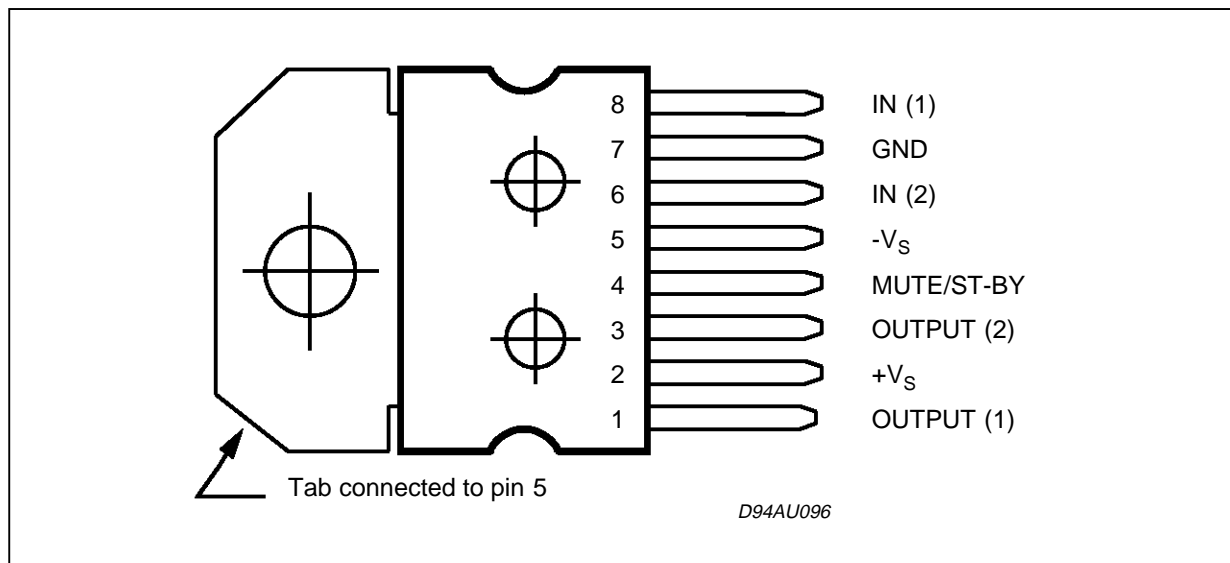 8 IN (1)
7 GND
6 IN (2)
5 -VS
4 MUTE/ST-BY
3 OUTPUT (2)
2 +VS
1 OUTPUT (1)
Tab connected to pin 5
D94AU096